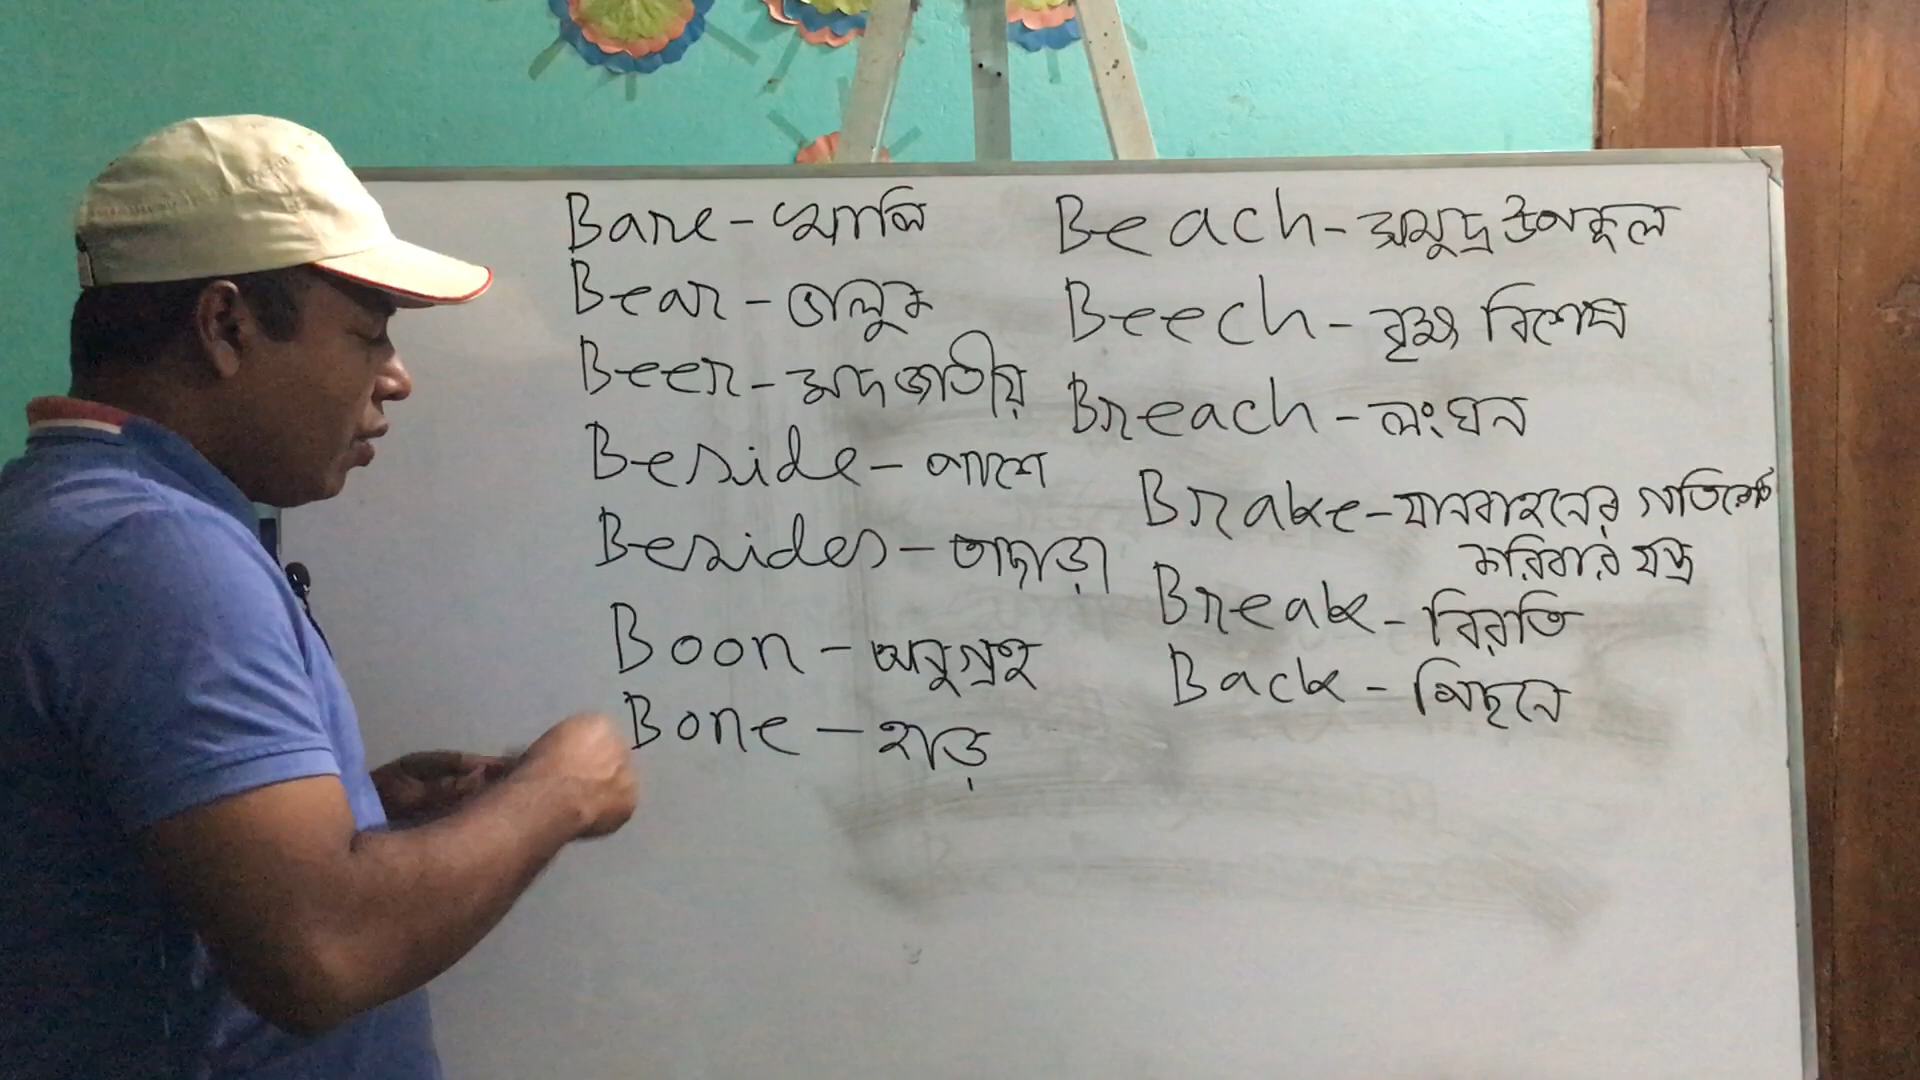 Bare - খালি
Bear - ভালুক
Beer - মদ জাতীয়
Beside - পাশে
Besides - তাছাড়া
Boon - অনুগ্রহ
Bone - হাড়
Beach - সমুদ্র উপকূল
Beech - বৃক্ষ বিশেষ
Breach - লংঘন
Brake - যানবাহনের গতিরোধ
করিবার যন্ত্র
Break - বিরতি
Back - পিছনে